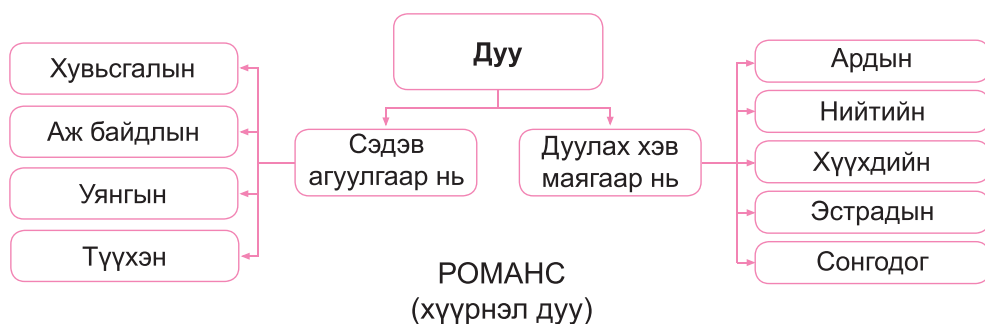 Дуу
Сэдэв
агуулгаар нь
Дуулах хэв
маягаар нь
Хувьсгалын
Аж байдлын
Уянгын
Түүхэн
Ардын
Нийтийн
Хүүхдийн
Эстрадын
Сонгодог
РОМАНС
(хүүрнэл дуу)